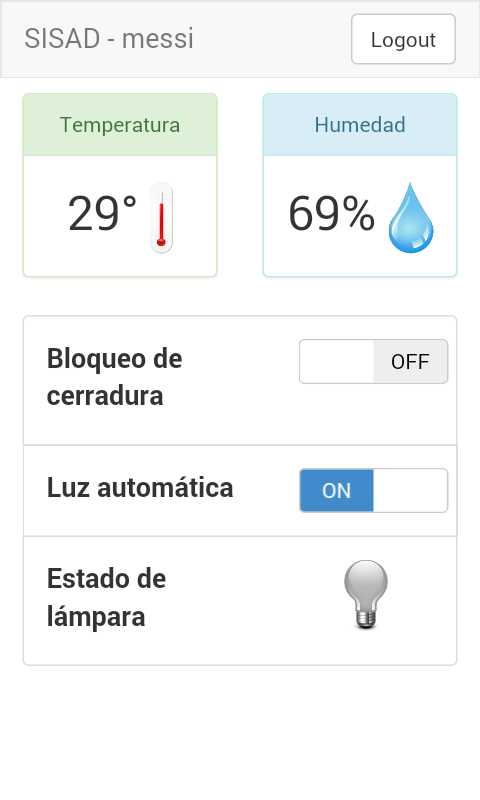 SISAD - messi
Logout
Temperatura
Humedad
29°
69%
Bloqueo de
cerradura
OFF
Luz automática
ON
Estado de
lámpara